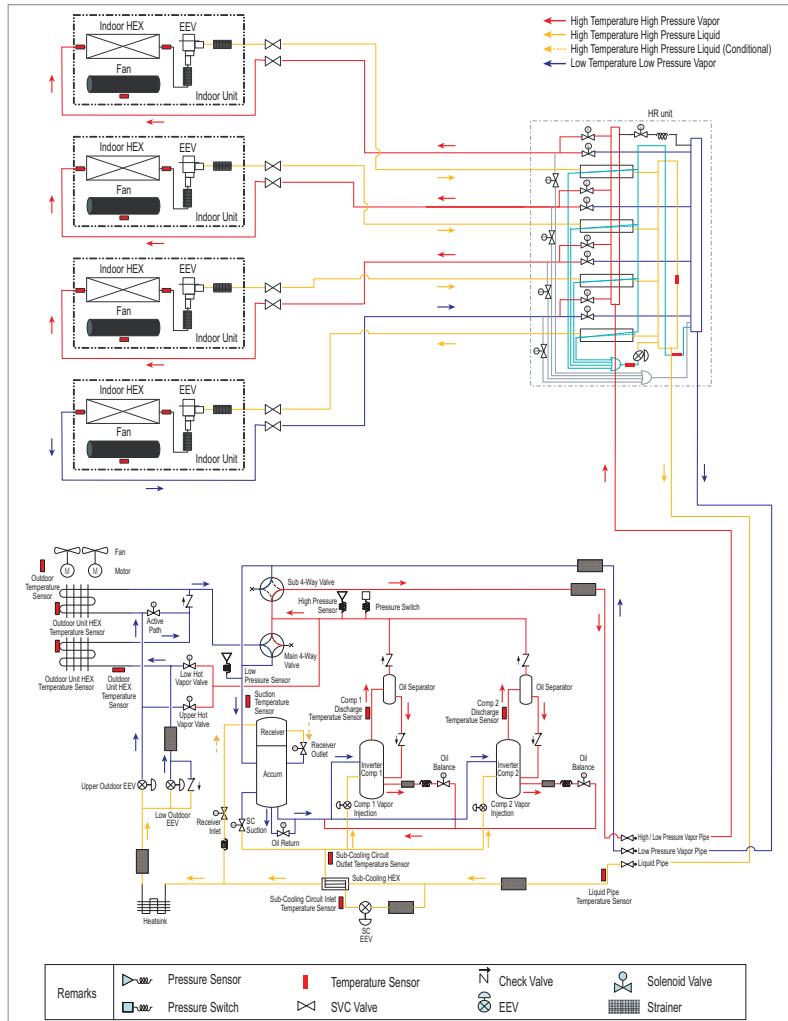 High Temperature High Pressure Vapor
High Temperature High Pressure Liquid
High Temperature High Pressure Liquid (Conditional)
Low Temperature Low Pressure Vapor
Indoor HEX
EEV
Fan
Indoor Unit
Indoor HEX
EEV
Fan
Indoor Unit
Indoor HEX
EEV
Fan
Indoor Unit
Indoor HEX
EEV
Fan
Indoor Unit
HR unit
Fan
M
M
Motor
Outdoor
Temperature
Sensor
Outdoor Unit HEX
Temperature Sensor
Active
Path
Outdoor Unit HEX
Temperature Sensor
Outdoor
Unit HEX
Temperature
Sensor
Low Hot
Vapor Valve
Upper Hot
Vapor Valve
Sub 4-Way Valve
High Pressure
Sensor
Pressure Switch
Main 4-Way
Valve
Low
Pressure Sensor
Suction
Temperature
Sensor
Receiver
Accum
Receiver
Outlet
Comp 1
Discharge
Temperatue Sensor
Oil Separator
Comp 2
Discharge
Temperatue Sensor
Oil Separator
Inverter
Comp 1
Oil
Balance
Inverter
Comp 2
Oil
Balance
Upper Outdoor EEV
Low Outdoor
EEV
Receiver
Inlet
SC
Suction
Oil Return
Comp 1 Vapor
Injection
Comp 2 Vapor
Injection
Sub-Cooling Circuit
Outlet Temperature Sensor
Sub-Cooling HEX
Sub-Cooling Circuit Inlet
Temperature Sensor
SC
EEV
Heatsink
High / Low Pressure Vapor Pipe
Low Pressure Vapor Pipe
Liquid Pipe
Liquid Pipe
Temperature Sensor
Remarks
Pressure Sensor
Temperature Sensor
Check Valve
Solenoid Valve
Pressure Switch
SVC Valve
EEV
Strainer